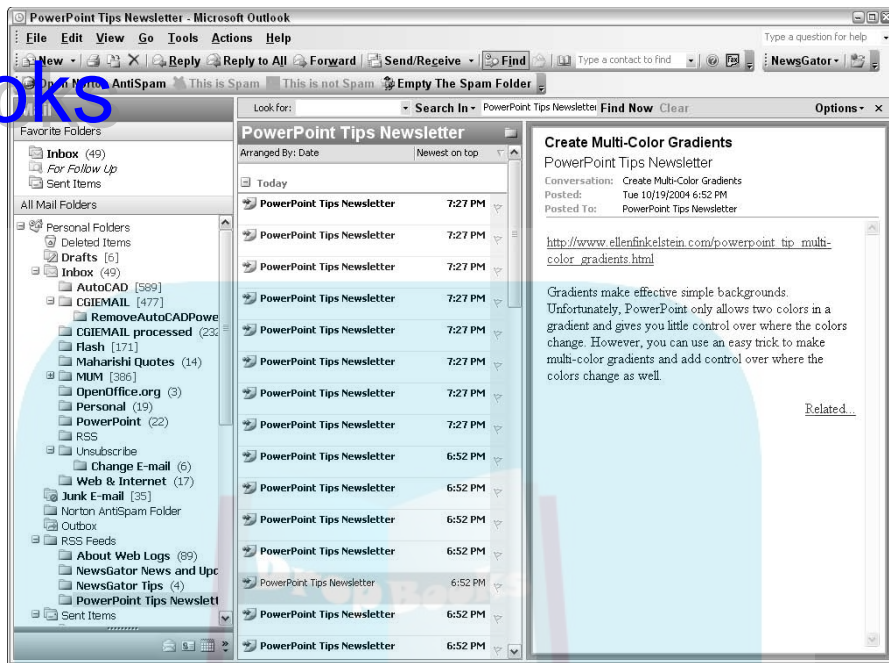 PowerPoint Tips Newsletter - Microsoft Outlook
File Edit View Go Tools Actions Help
Type a question for help
New Reply Reply to All Forward Send/Receive Find Type a contact to find NewsGator
Open Norton AntiSpam This is Spam This is not Spam Empty The Spam Folder
oks
Mail
Look for: Search In PowerPoint Tips Newsletter Find Now Clear Options
Favorite Folders
Inbox (49)
For Follow Up
Sent Items
All Mail Folders
Personal Folders
Deleted Items
Drafts [6]
Inbox (49)
AutoCAD [589]
CGIEMAIL [477]
RemoveAutoCADPowe
CGIEMAIL processed (232
Flash [171]
Maharishi Quotes (14)
MUM [386]
OpenOffice.org (3)
Personal (19)
PowerPoint (22)
RSS
Unsubscribe
Change E-mail (6)
Web & Internet (17)
Junk E-mail [35]
Norton AntiSpam Folder
Outbox
RSS Feeds
About Web Logs (89)
NewsGator News and Upc
NewsGator Tips (4)
PowerPoint Tips Newslett
Sent Items
PowerPoint Tips Newsletter
Arranged By: Date Newest on top
Today
PowerPoint Tips Newsletter 7:27 PM
PowerPoint Tips Newsletter 7:27 PM
PowerPoint Tips Newsletter 7:27 PM
PowerPoint Tips Newsletter 7:27 PM
PowerPoint Tips Newsletter 7:27 PM
PowerPoint Tips Newsletter 7:27 PM
PowerPoint Tips Newsletter 7:27 PM
PowerPoint Tips Newsletter 7:27 PM
PowerPoint Tips Newsletter 6:52 PM
PowerPoint Tips Newsletter 6:52 PM
PowerPoint Tips Newsletter 6:52 PM
PowerPoint Tips Newsletter 6:52 PM
PowerPoint Tips Newsletter 6:52 PM
PowerPoint Tips Newsletter 6:52 PM
PowerPoint Tips Newsletter 6:52 PM
Drop Books
Create Multi-Color Gradients
PowerPoint Tips Newsletter
Conversation: Create Multi-Color Gradients
Posted: Tue 10/19/2004 6:52 PM
Posted To: PowerPoint Tips Newsletter
http://www.ellenfinkelstein.com/powerpoint_tip_multi-
color_gradients.html
Gradients make effective simple backgrounds.
Unfortunately, PowerPoint only allows two colors in a
gradient and gives you little control over where the colors
change. However, you can use an easy trick to make
multi-color gradients and add control over where the
colors change as well.
Related...